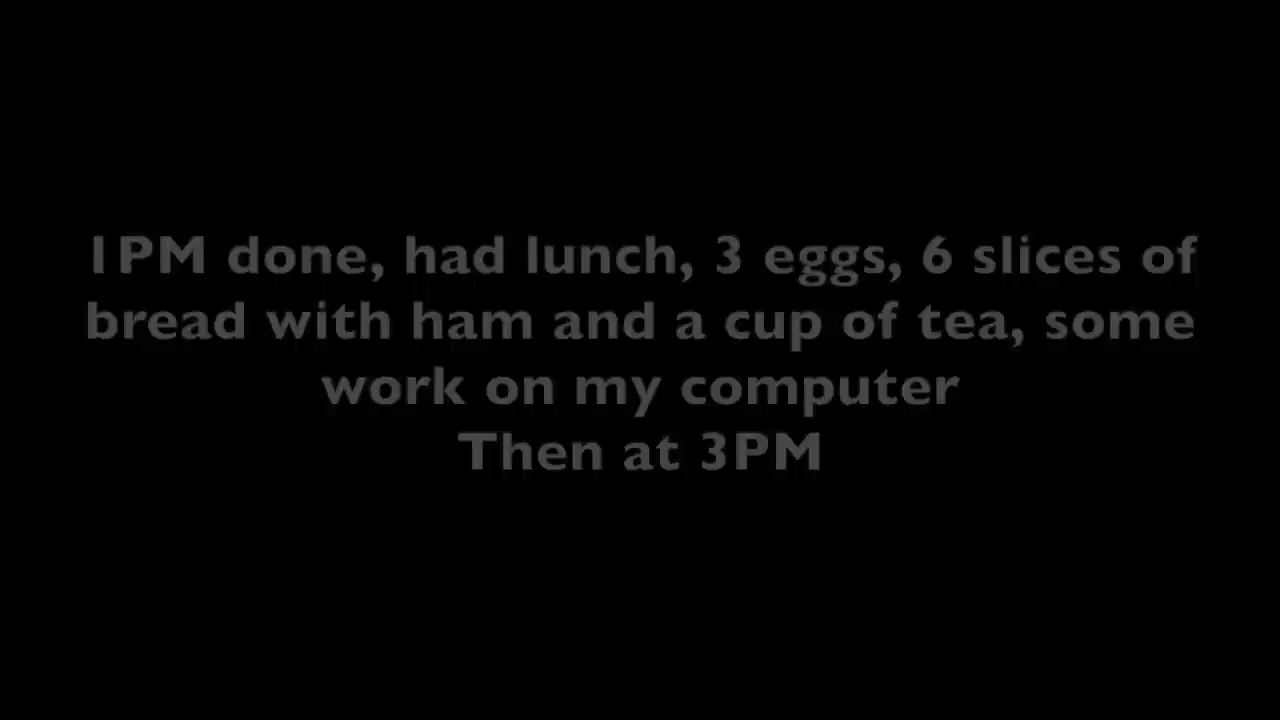 1PM done, had lunch, 3 eggs, 6 slices of
bread with ham and a cup of tea, some
work on my computer
Then at 3PM